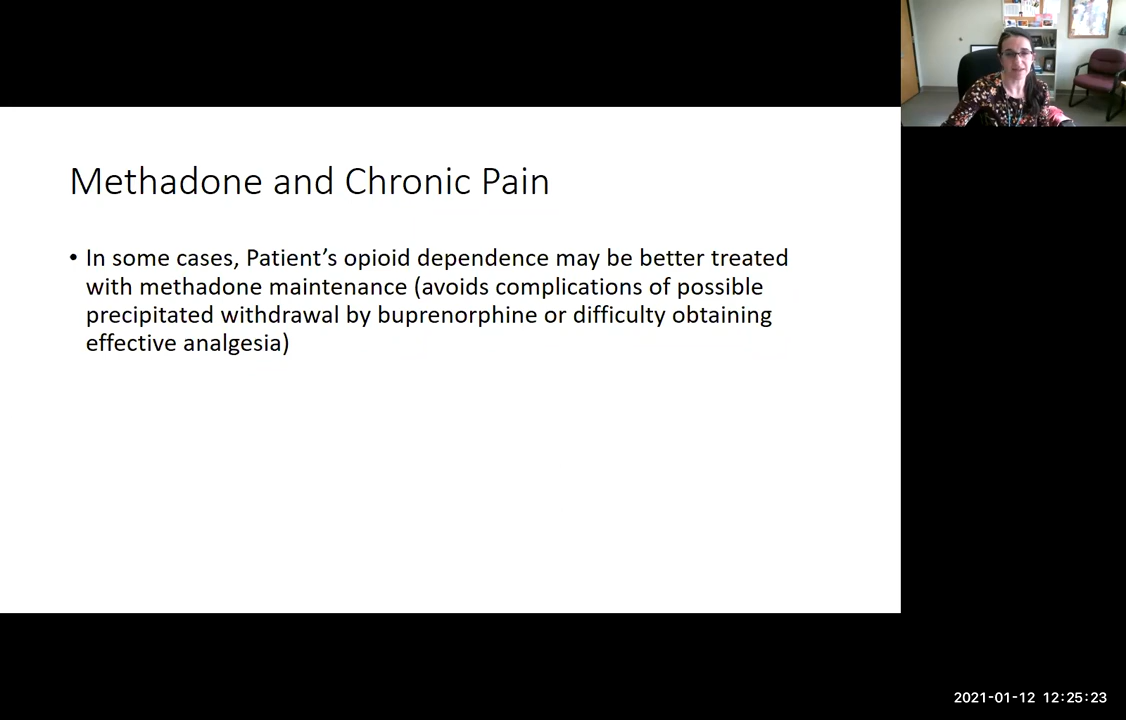 Methadone and Chronic Pain
• In some cases, Patient’s opioid dependence may be better treated
with methadone maintenance (avoids complications of possible
precipitated withdrawal by buprenorphine or difficulty obtaining
effective analgesia)
2021-01-12 12:25:23